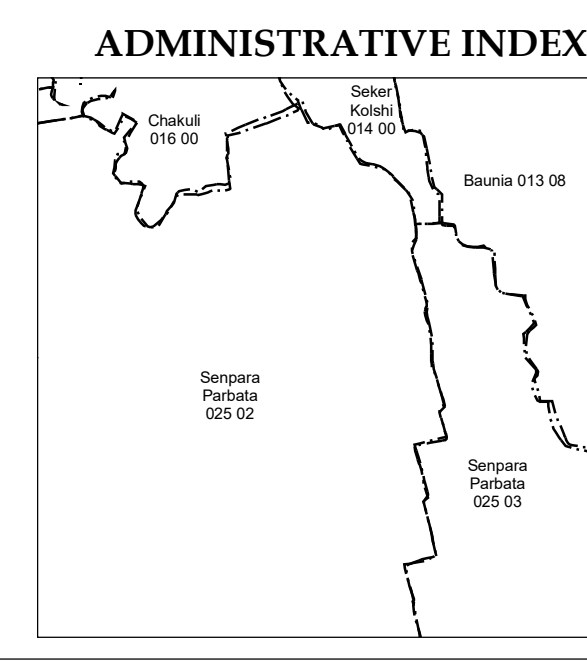 ADMINISTRATIVE INDEX
Seker
Kolshi
014 00
Chakuli
016 00
Baunia 013 08
Senpara
Parbata
025 02
Senpara
Parbata
025 03